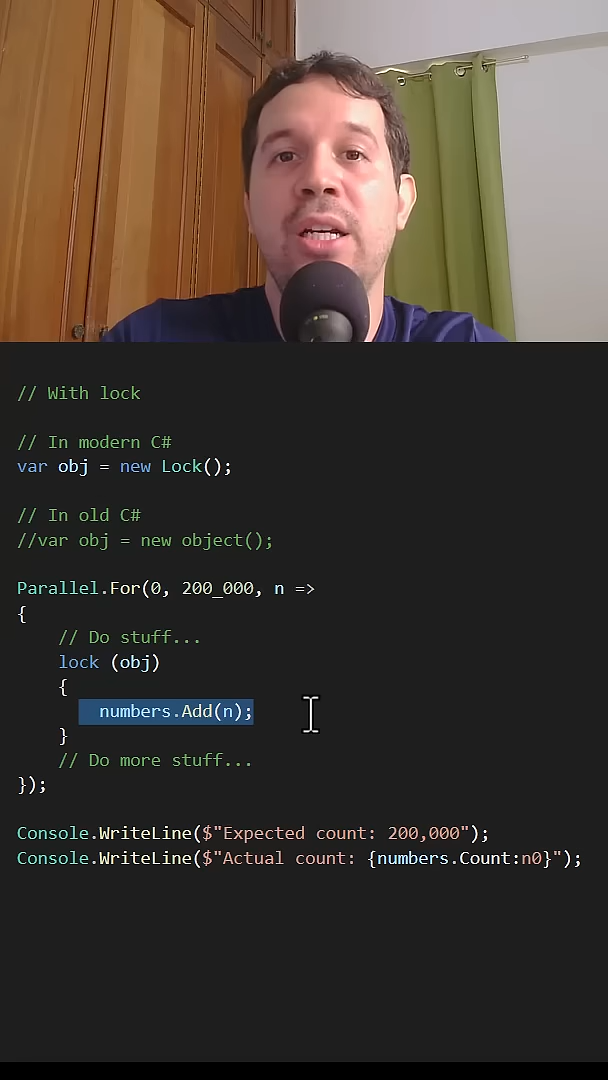 // With lock
// In modern C#
var obj = new Lock();
// In old C#
//var obj = new object();
Parallel.For(0, 200_000, n =>
{
    // Do stuff...
    lock (obj)
    {
        numbers.Add(n);
    }
    // Do more stuff...
});
Console.WriteLine($"Expected count: 200,000");
Console.WriteLine($"Actual count: {numbers.Count:n0}");